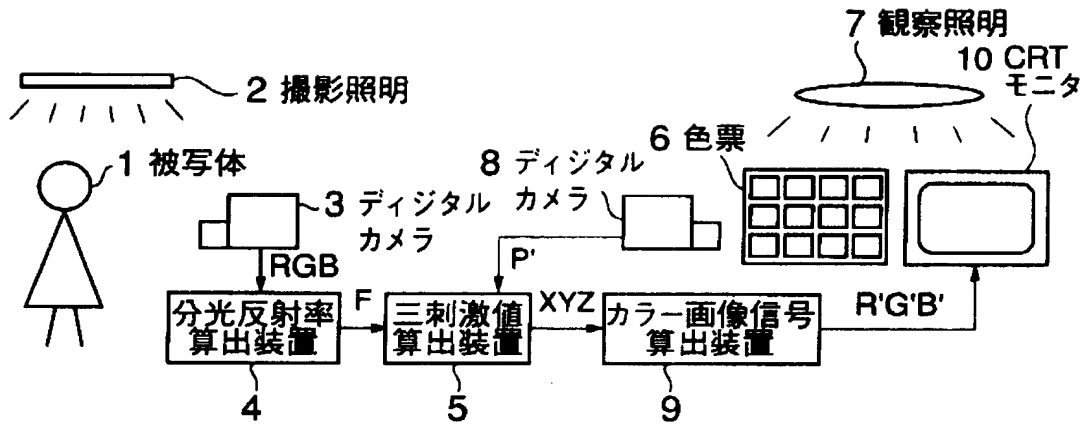 7 観察照明
10 CRT
モニタ
2 撮影照明
6 色票
1 被写体
8 ディジタル
カメラ
3 ディジタル
カメラ
RGB
P'
分光反射率
算出装置
F
三刺激値
算出装置
XYZ
カラー画像信号
算出装置
R'G'B'
4
5
9